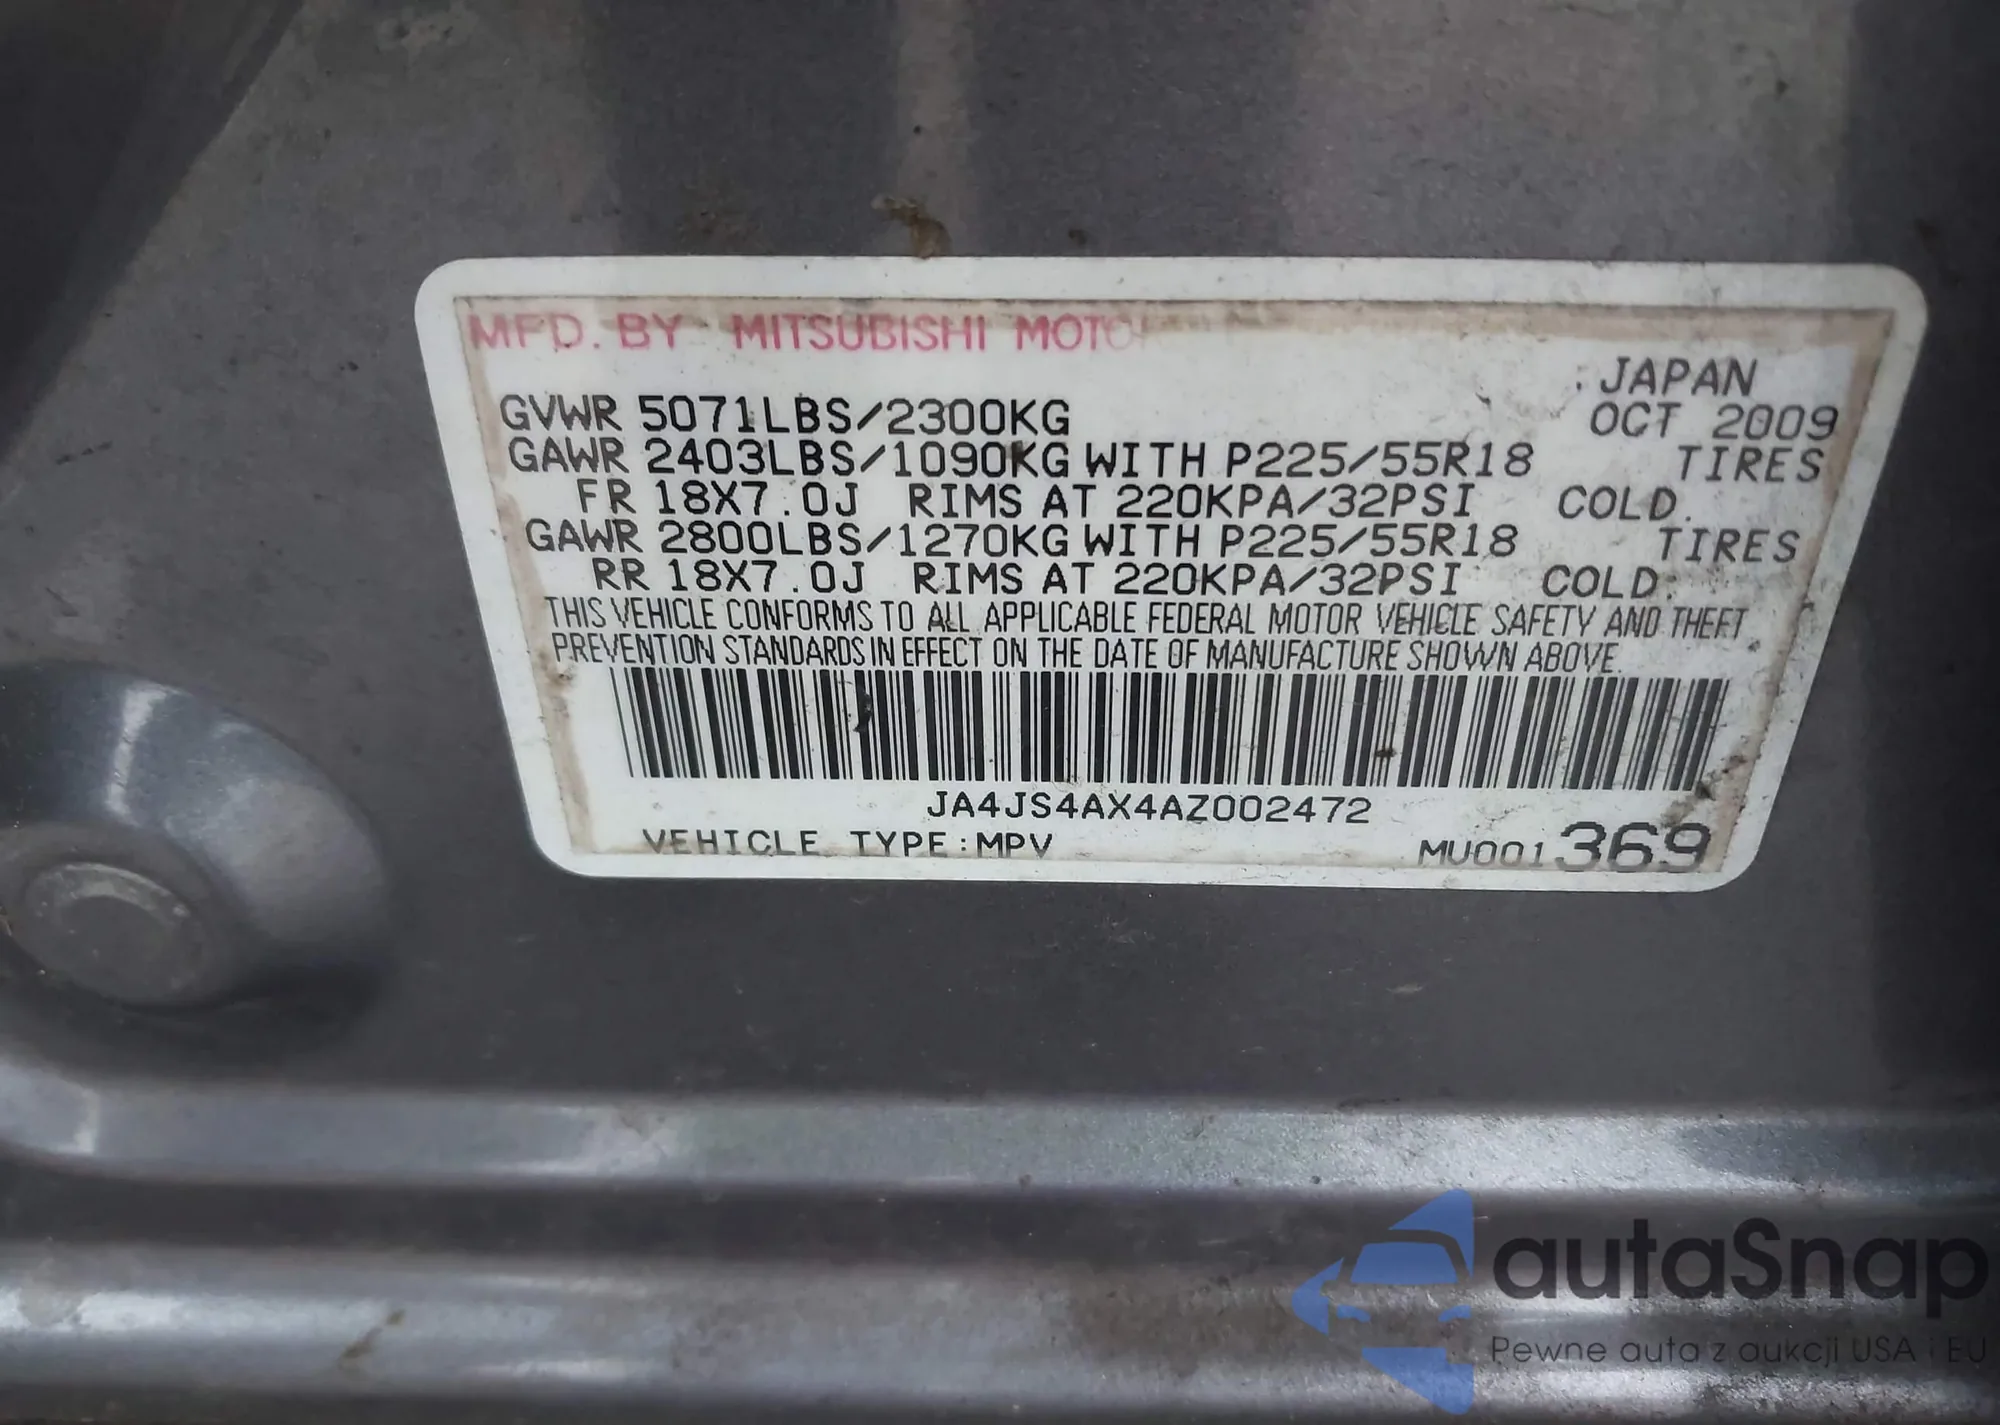 MFD. BY MITSUBISHI
JAPAN
GVWR 5071LBS/2300KG OCT 2009
GAWR 2403LBS/1090KG WITH P225/55R18 TIRES
FR 18X7.0J RIMS AT 220KPA/32PSI COLD.
GAWR 2800LBS/1270KG WITH P225/55R18 TIRES
RR 18X7.0J RIMS AT 220KPA/32PSI COLD.
THIS VEHICLE CONFORMS TO ALL APPLICABLE FEDERAL MOTOR VEHICLE SAFETY AND THEFT
PREVENTION STANDARDS IN EFFECT ON THE DATE OF MANUFACTURE SHOWN ABOVE.
JA4JS4AX4AZ002472
VEHICLE TYPE:MPV MU001369
autaSnap
Pewne auta z aukcji USA i EU